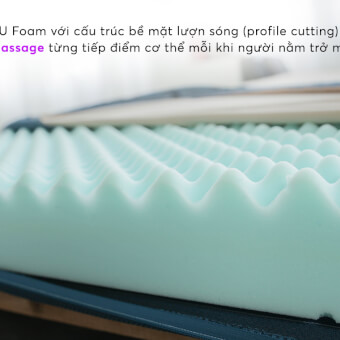 U Foam với cấu trúc bề mặt lượn sóng (profile cutting)
assage từng tiếp điểm cơ thể mỗi khi người nằm trở m